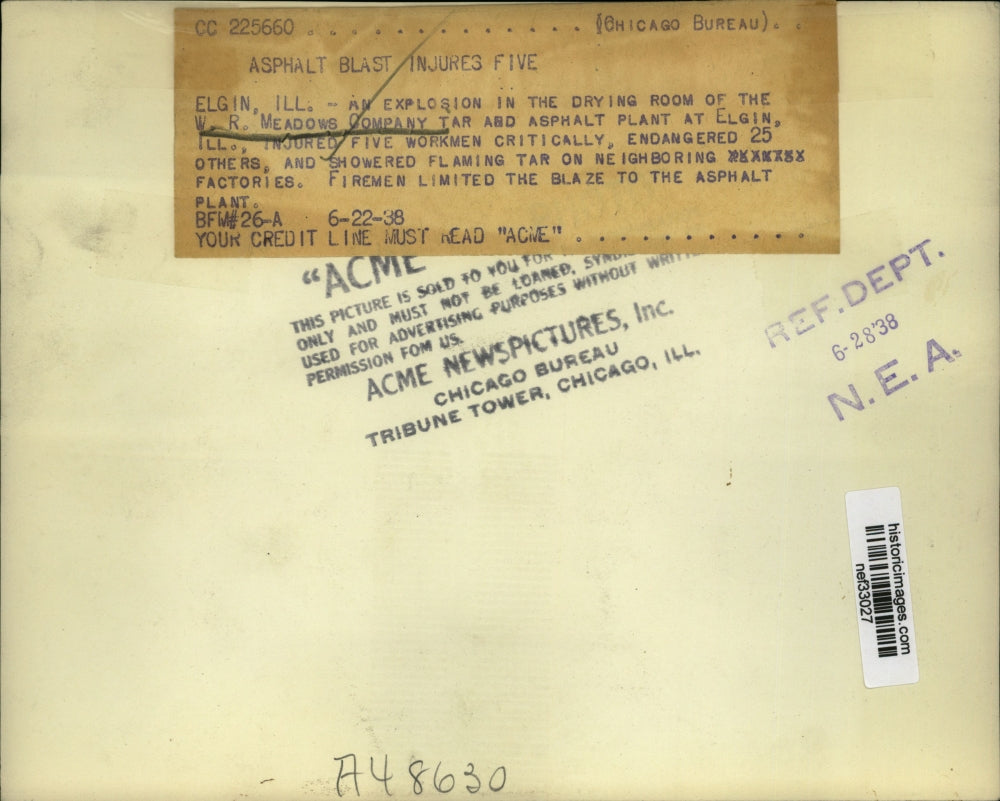 CC 225660 . . . . . . . . . . . . . (CHICAGO BUREAU). .
ASPHALT BLAST INJURES FIVE
ELGIN, ILL. - AN EXPLOSION IN THE DRYING ROOM OF THE
W. R. MEADOWS COMPANY TAR ABD ASPHALT PLANT AT ELGIN,
ILL., INJURED FIVE WORKMEN CRITICALLY, ENDANGERED 25
OTHERS, AND SHOWERED FLAMING TAR ON NEIGHBORING
FACTORIES. FIREMEN LIMITED THE BLAZE TO THE ASPHALT
PLANT.
BFM#26-A 6-22-38
YOUR CREDIT LINE MUST READ "ACME" . . . . . . . . . . .
"ACME
THIS PICTURE IS SOLD TO YOU FOR
ONLY AND MUST NOT BE LOANED,
USED FOR ADVERTISING PURPOSES WITHOUT
PERMISSION FOM US.
ACME NEWSPICTURES, Inc.
CHICAGO BUREAU
TRIBUNE TOWER, CHICAGO, ILL.
REF. DEPT.
6-28'38
N. E. A.
historicimages.com
nef33027
A48630